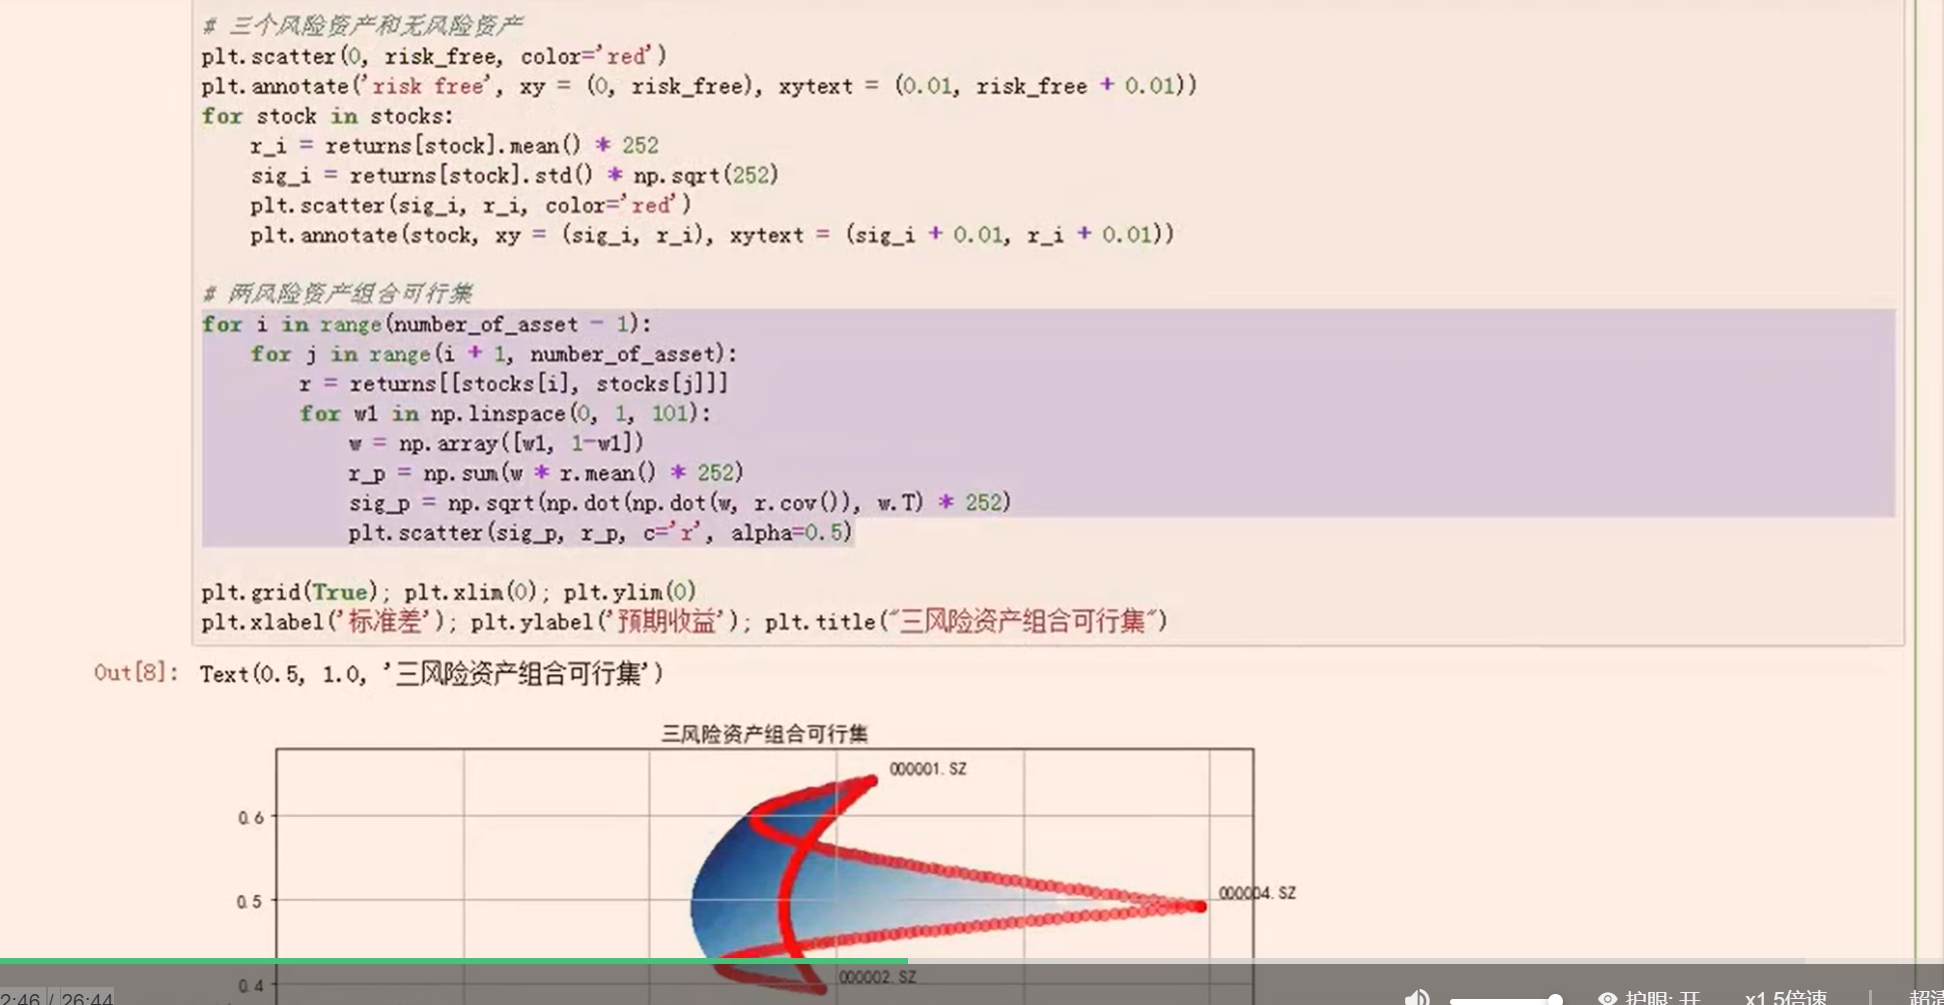 # 三个风险资产和无风险资产
plt.scatter(0, risk_free, color='red')
plt.annotate('risk free', xy = (0, risk_free), xytext = (0.01, risk_free + 0.01))
for stock in stocks:
    r_i = returns[stock].mean() * 252
    sig_i = returns[stock].std() * np.sqrt(252)
    plt.scatter(sig_i, r_i, color='red')
    plt.annotate(stock, xy = (sig_i, r_i), xytext = (sig_i + 0.01, r_i + 0.01))
# 两风险资产组合可行集
for i in range(number_of_asset - 1):
    for j in range(i + 1, number_of_asset):
        r = returns[[stocks[i], stocks[j]]]
        for w1 in np.linspace(0, 1, 101):
            w = np.array([w1, 1-w1])
            r_p = np.sum(w * r.mean() * 252)
            sig_p = np.sqrt(np.dot(np.dot(w, r.cov()), w.T) * 252)
            plt.scatter(sig_p, r_p, c='r', alpha=0.5)
plt.grid(True); plt.xlim(0); plt.ylim(0)
plt.xlabel('标准差'); plt.ylabel('预期收益'); plt.title("三风险资产组合可行集")
Out[8]: Text(0.5, 1.0, '三风险资产组合可行集')
三风险资产组合可行集
000001.SZ
0.6
000004.SZ
0.5
000002.SZ
0.4
2:46 / 26:44
护眼: 开
x1.5倍速
超清